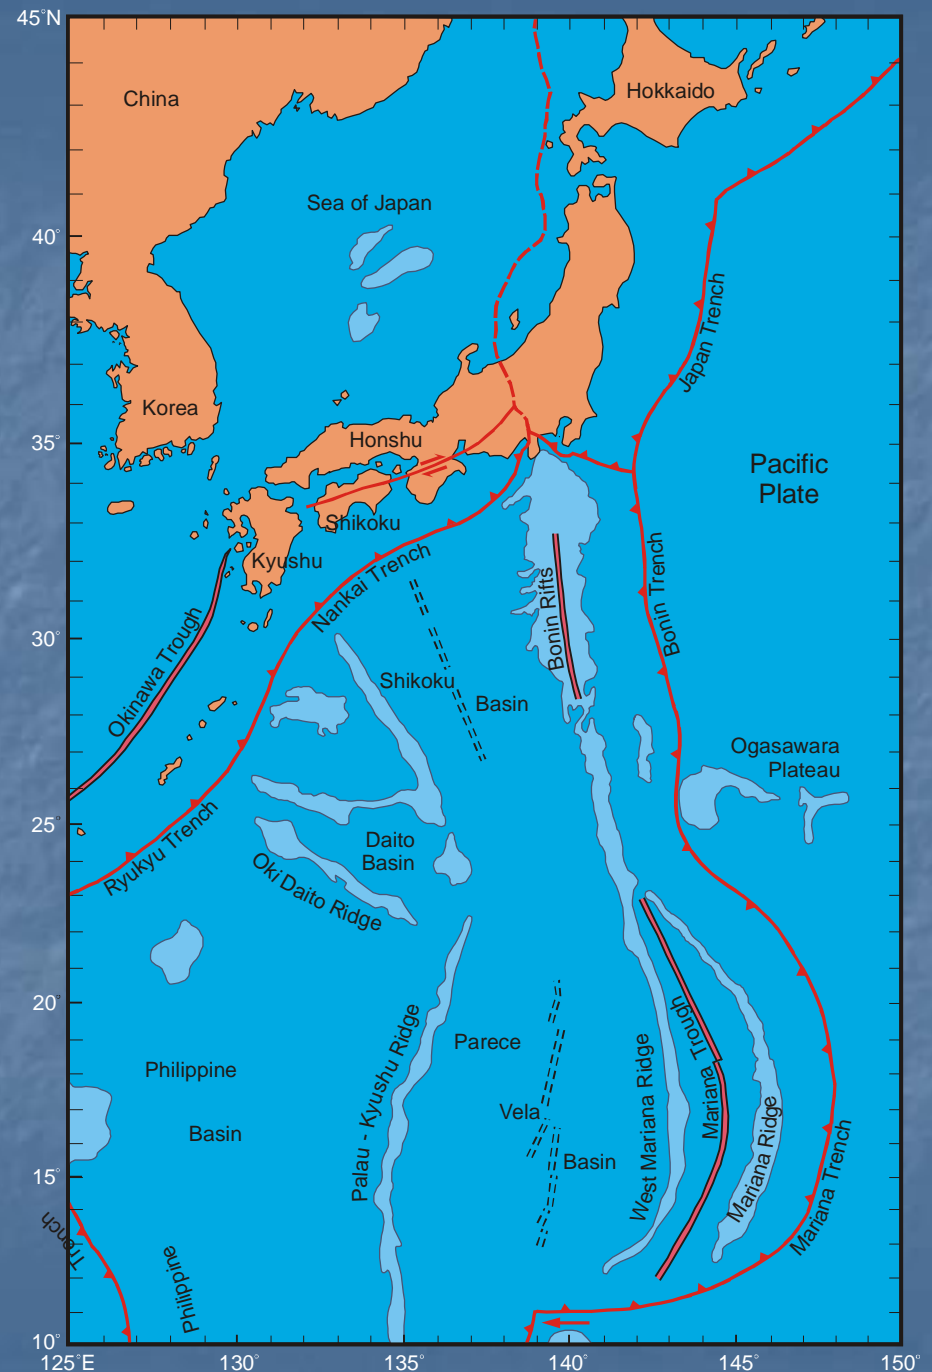 45°N
China
Hokkaido
Sea of Japan
40°
Japan Trench
Korea
35°
Honshu
Pacific
Plate
Shikoku
Kyushu
Nankai Trench
Bonin Rifts
Bonin Trench
Okinawa Trough
30°
Shikoku
Basin
Ogasawara
Plateau
25°
Ryukyu Trench
Daito
Basin
Oki Daito Ridge
20°
Palau - Kyushu Ridge
Parece
Mariana Trough
West Mariana Ridge
Philippine
Vela
Mariana Ridge
Basin
Basin
Mariana Trench
15°
Trench
Philippine
10°
125°E
130°
135°
140°
145°
150°